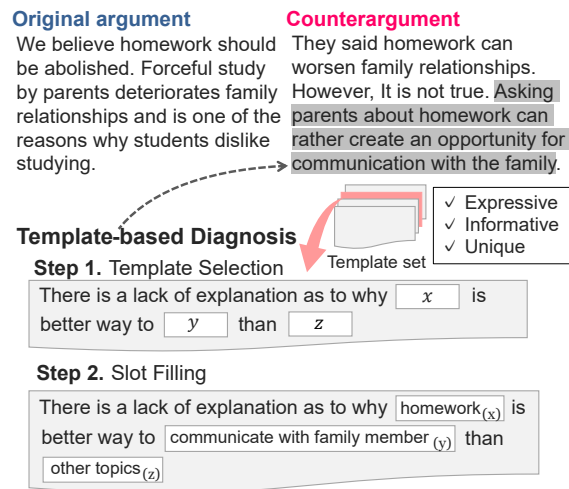 Original argument
We believe homework should
be abolished. Forceful study
by parents deteriorates family
relationships and is one of the
reasons why students dislike
studying.
Counterargument
They said homework can
worsen family relationships.
However, It is not true. Asking
parents about homework can
rather create an opportunity for
communication with the family.
✓ Expressive
✓ Informative
✓ Unique
Template set
Template-based Diagnosis
Step 1. Template Selection
There is a lack of explanation as to why x is
better way to y than z
Step 2. Slot Filling
There is a lack of explanation as to why homework(x) is
better way to communicate with family member (y) than
other topics(z)